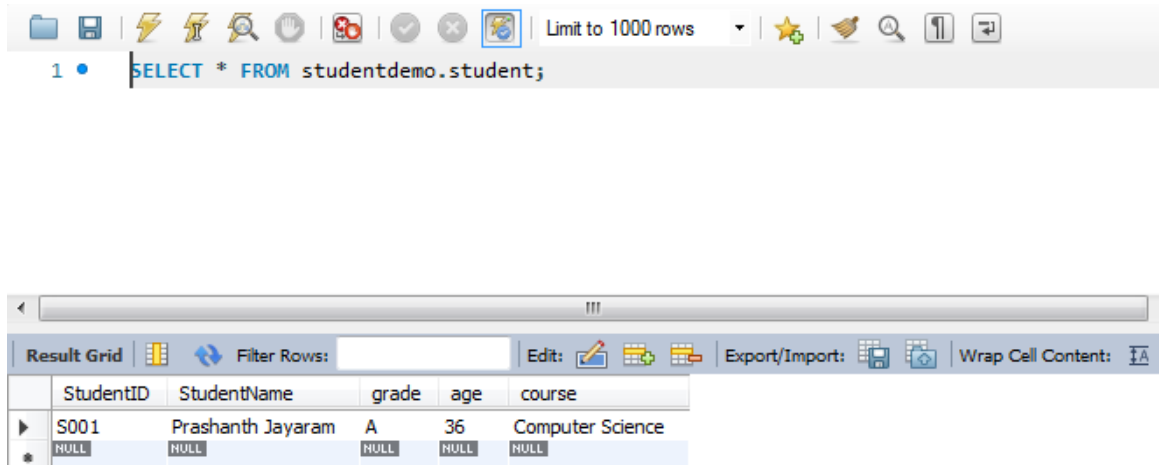 Limit to 1000 rows
1 SELECT * FROM studentdemo.student;
Result Grid Filter Rows: Edit: Export/Import: Wrap Cell Content: IA
StudentID StudentName grade age course
S001 Prashanth Jayaram A 36 Computer Science
NULL NULL NULL NULL NULL